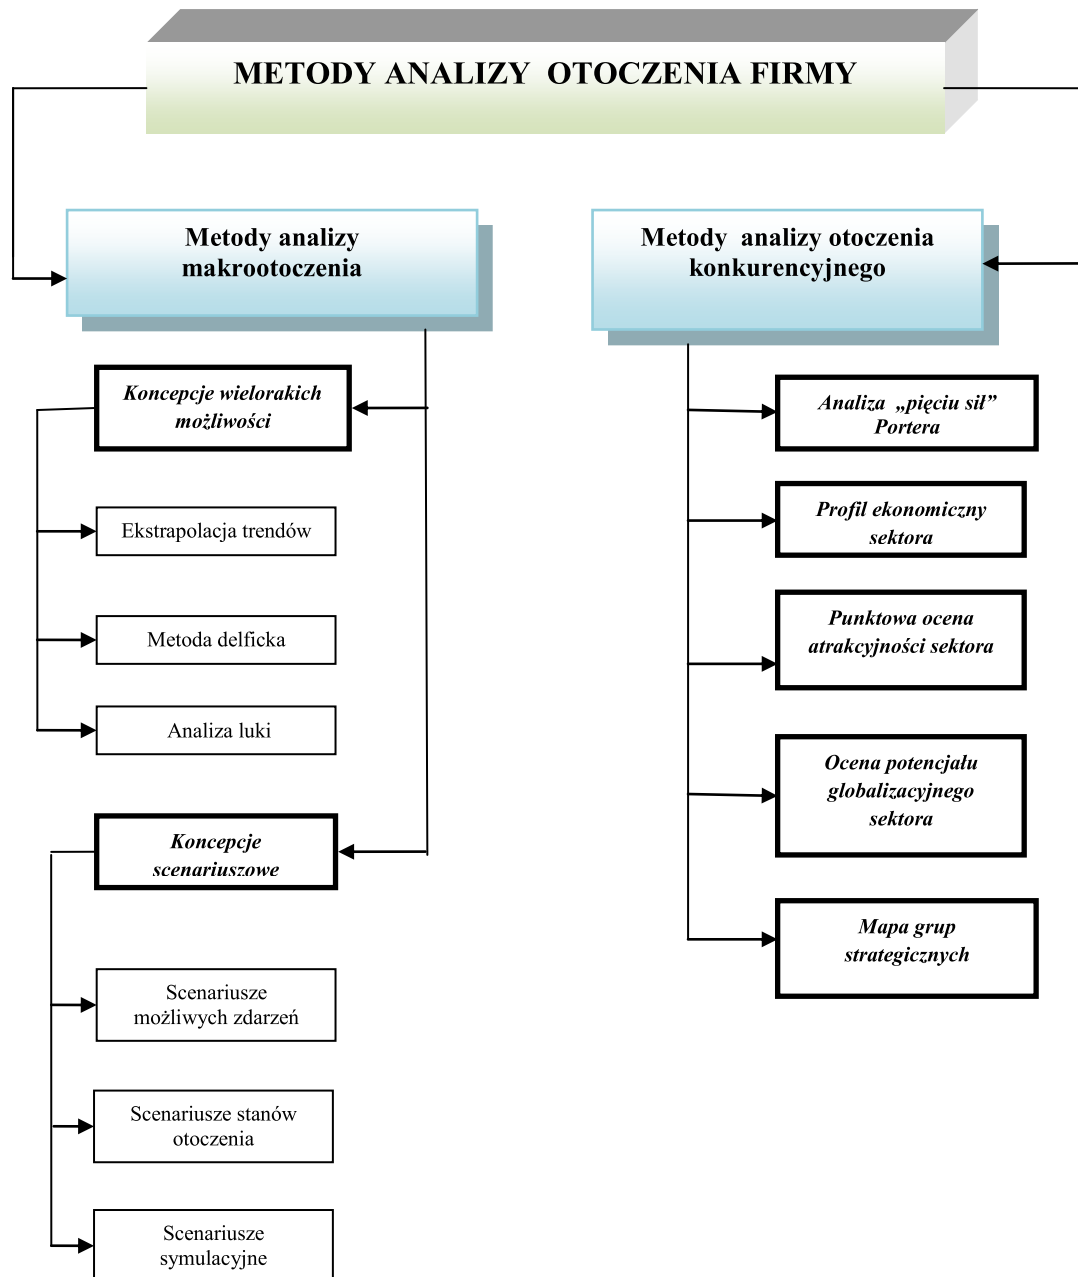 METODY ANALIZY OTOCZENIA FIRMY
Metody analizy
makrootoczenia
Koncepcje wielorakich
możliwości
Ekstrapolacja trendów
Metoda delficka
Analiza luki
Koncepcje
scenariuszowe
Scenariusze
możliwych zdarzeń
Scenariusze stanów
otoczenia
Scenariusze
symulacyjne
Metody analizy otoczenia
konkurencyjnego
Analiza „pięciu sił”
Portera
Profil ekonomiczny
sektora
Punktowa ocena
atrakcyjności sektora
Ocena potencjału
globalizacyjnego
sektora
Mapa grup
strategicznych